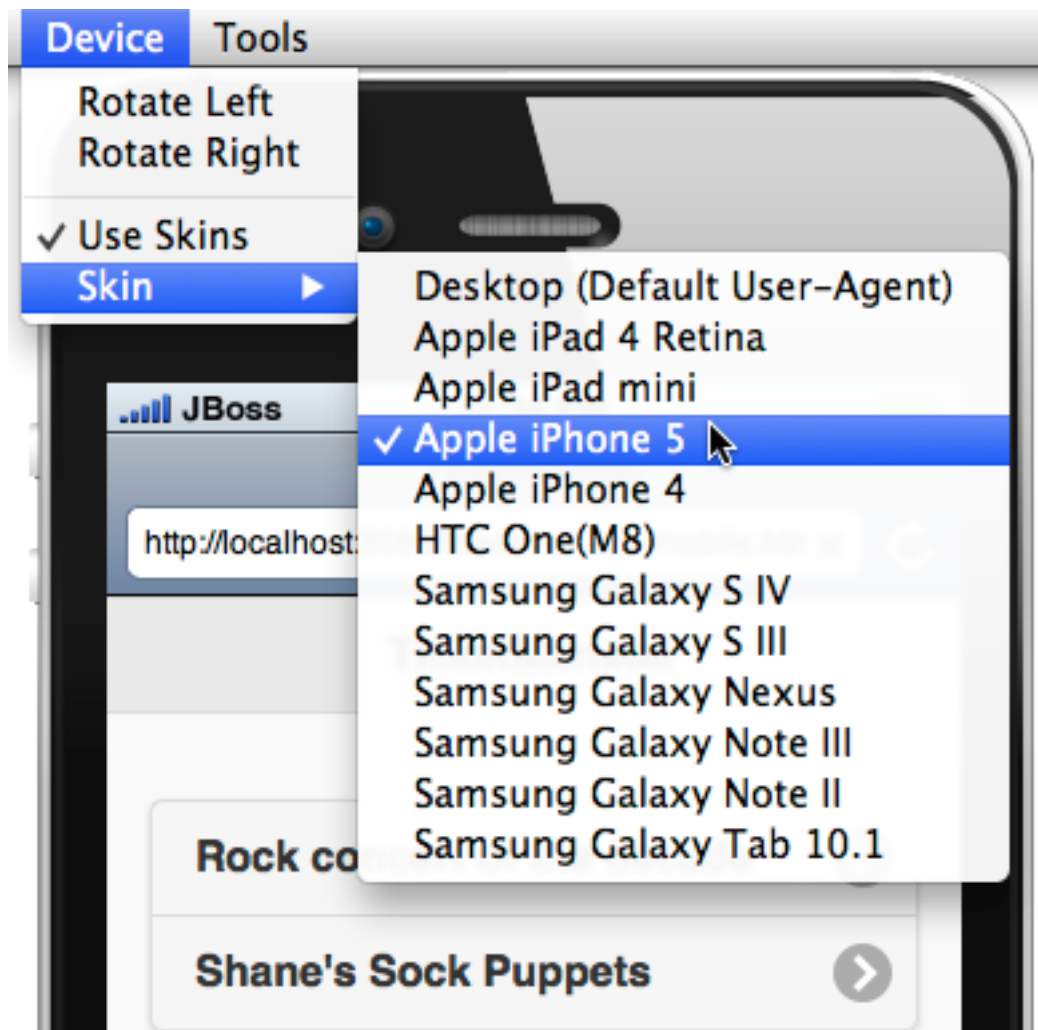 Device Tools
Rotate Left
Rotate Right
Use Skins
Skin
Desktop (Default User-Agent)
Apple iPad 4 Retina
Apple iPad mini
Apple iPhone 5
Apple iPhone 4
HTC One(M8)
Samsung Galaxy S IV
Samsung Galaxy S III
Samsung Galaxy Nexus
Samsung Galaxy Note III
Samsung Galaxy Note II
Samsung Galaxy Tab 10.1
JBoss
http://localhost:
Rock
Shane's Sock Puppets